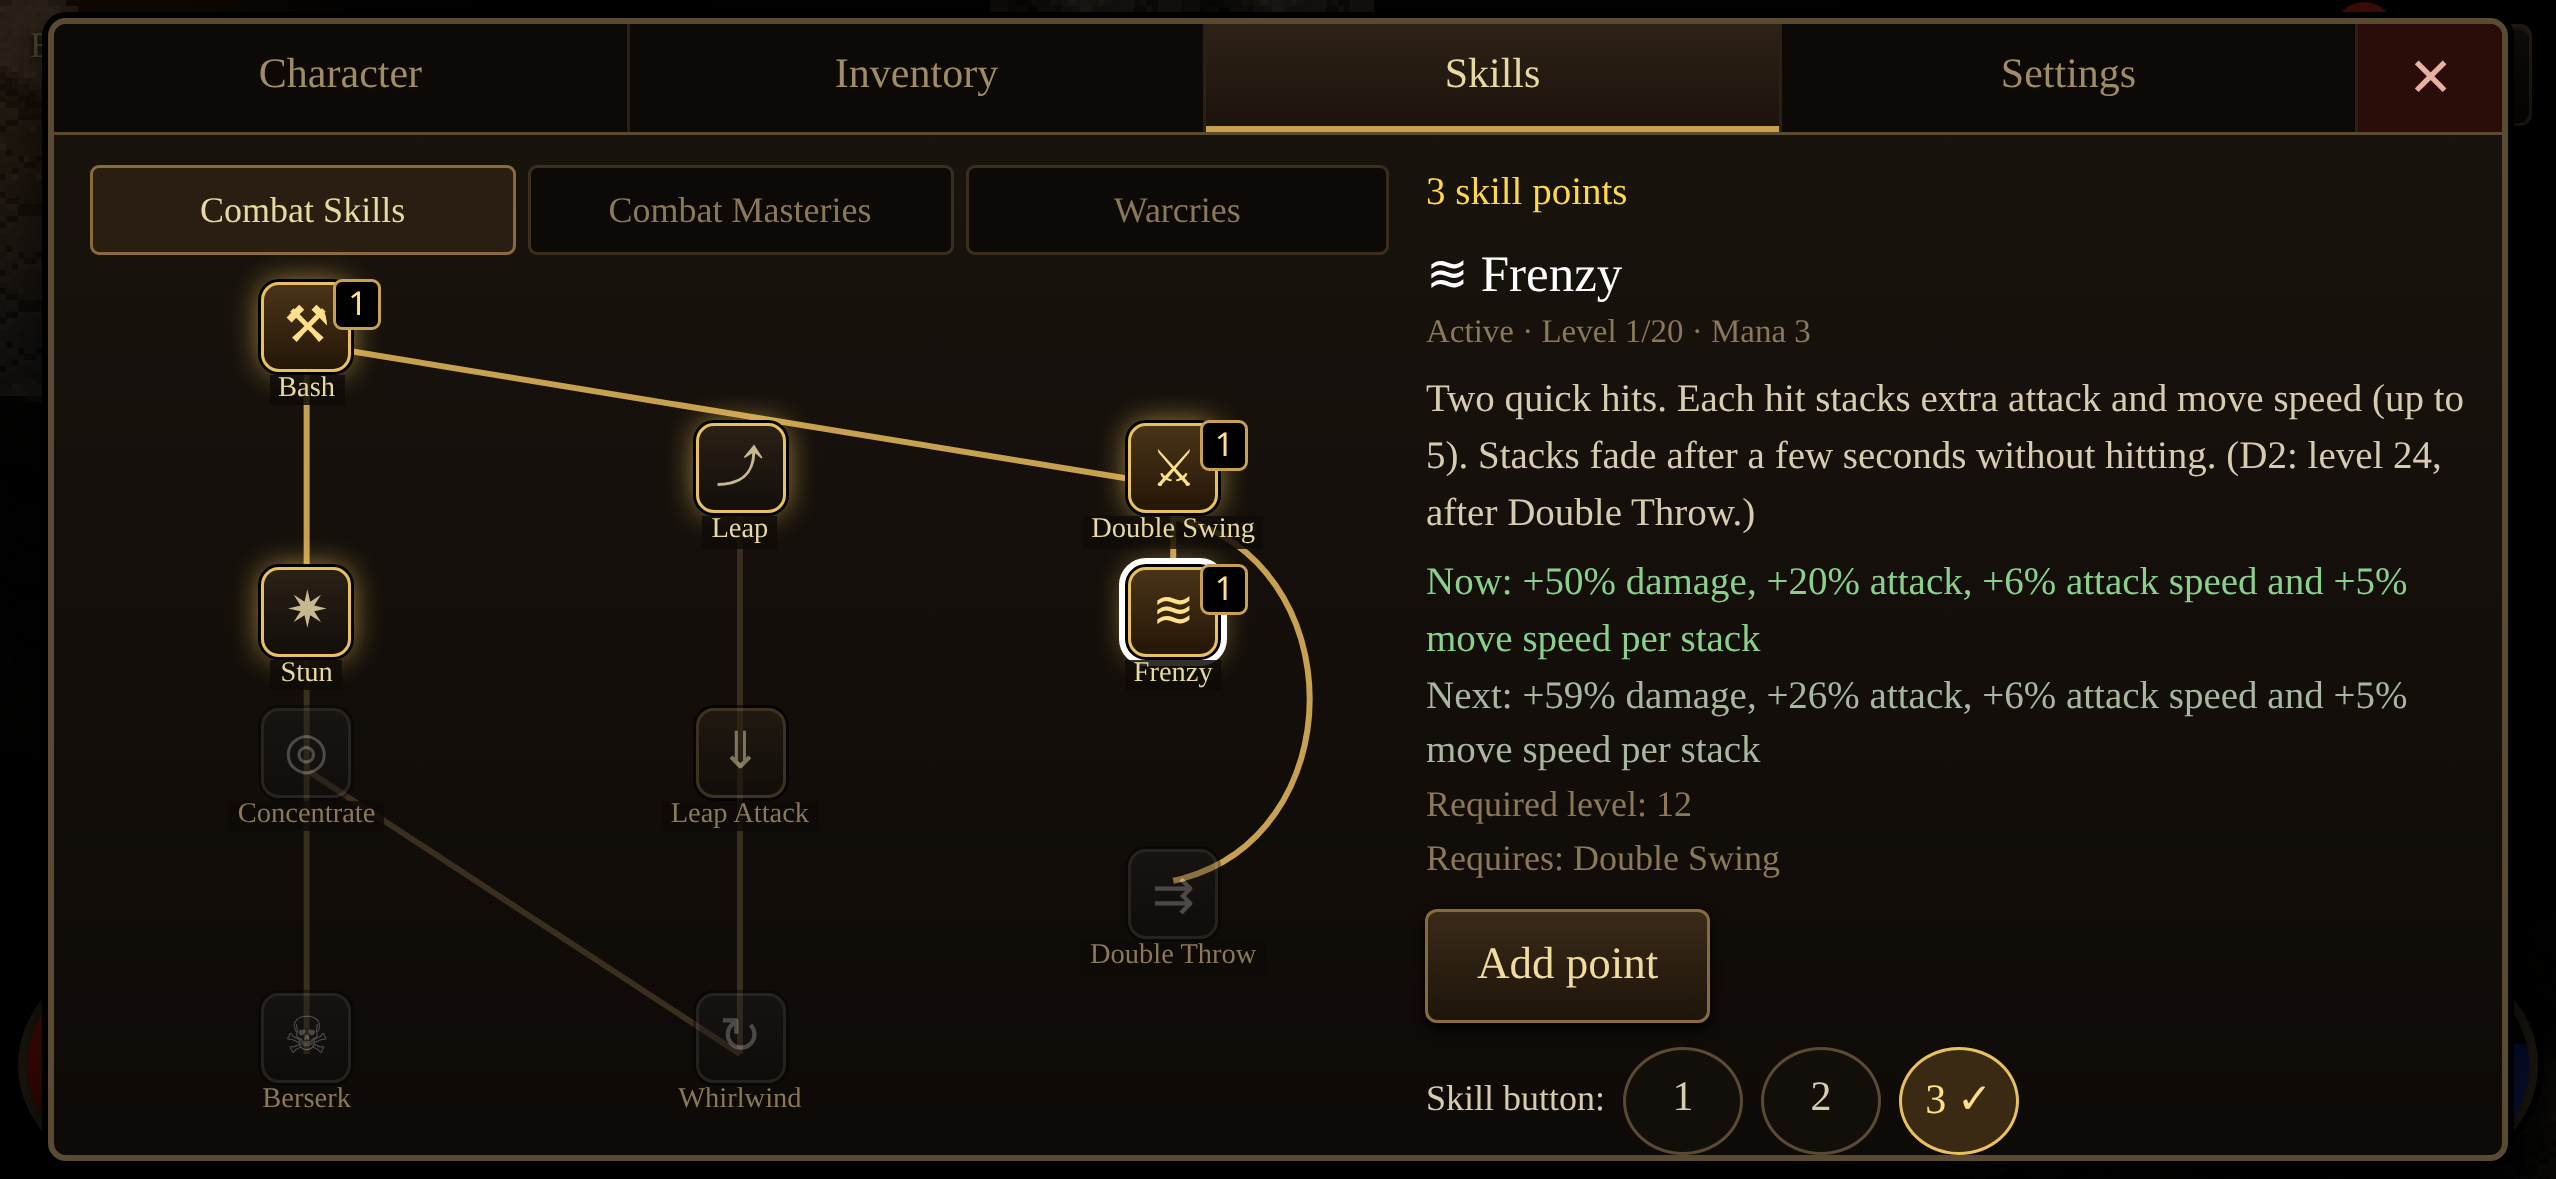 Character
Inventory
Skills
Settings
✕
Combat Skills
Combat Masteries
Warcries
1
Bash
Leap
1
Double Swing
Stun
1
Frenzy
Concentrate
Leap Attack
Double Throw
Berserk
Whirlwind
3 skill points
≋ Frenzy
Active · Level 1/20 · Mana 3
Two quick hits. Each hit stacks extra attack and move speed (up to
5). Stacks fade after a few seconds without hitting. (D2: level 24,
after Double Throw.)
Now: +50% damage, +20% attack, +6% attack speed and +5%
move speed per stack
Next: +59% damage, +26% attack, +6% attack speed and +5%
move speed per stack
Required level: 12
Requires: Double Swing
Add point
Skill button: 1 2 3 ✓